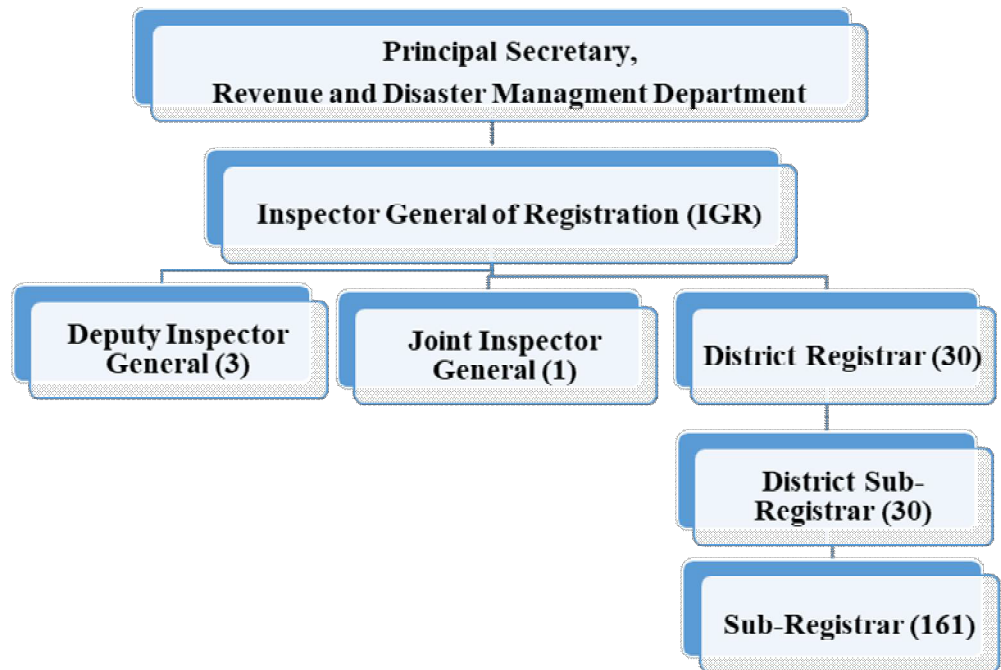 Principal Secretary,
Revenue and Disaster Managment Department
Inspector General of Registration (IGR)
Deputy Inspector
General (3)
Joint Inspector
General (1)
District Registrar (30)
District Sub-
Registrar (30)
Sub-Registrar (161)